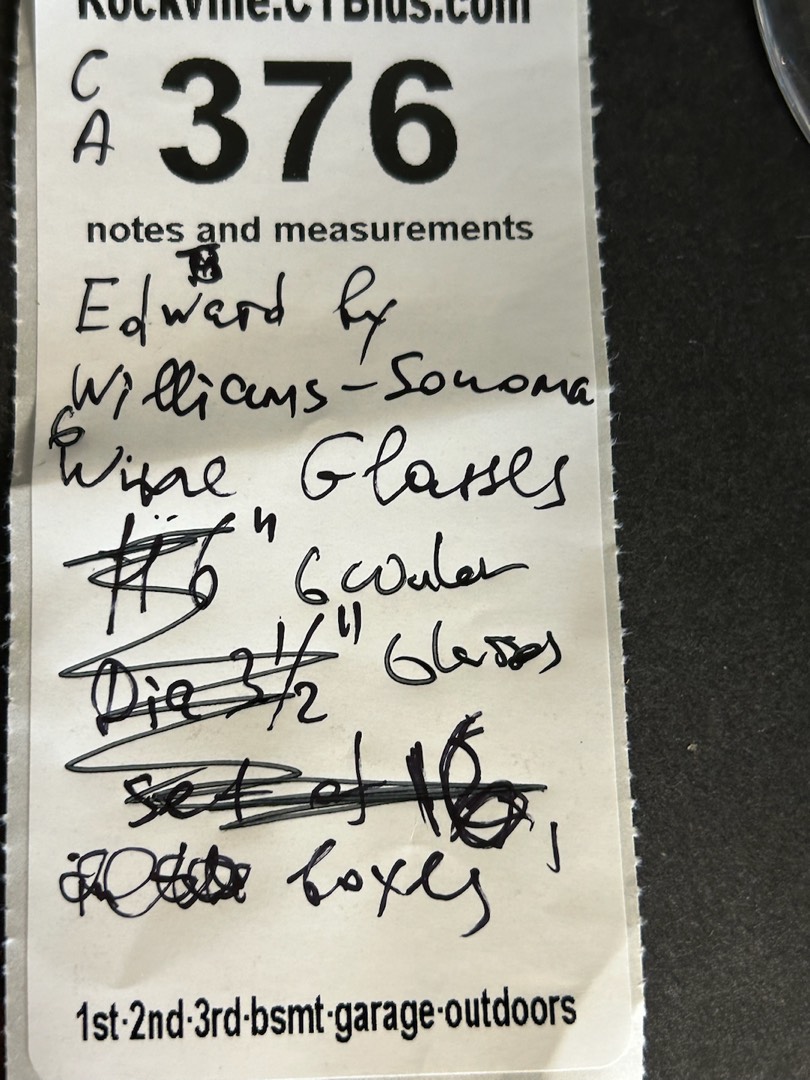 Rockville.CTBids.com
C
A
376
notes and measurements
Edward by
Williams-Sonoma
6
Wine Glasses
H 6" 6 water
Dia 3 1/2" Glasses
set of 16,
boxes
1st·2nd·3rd·bsmt·garage·outdoors